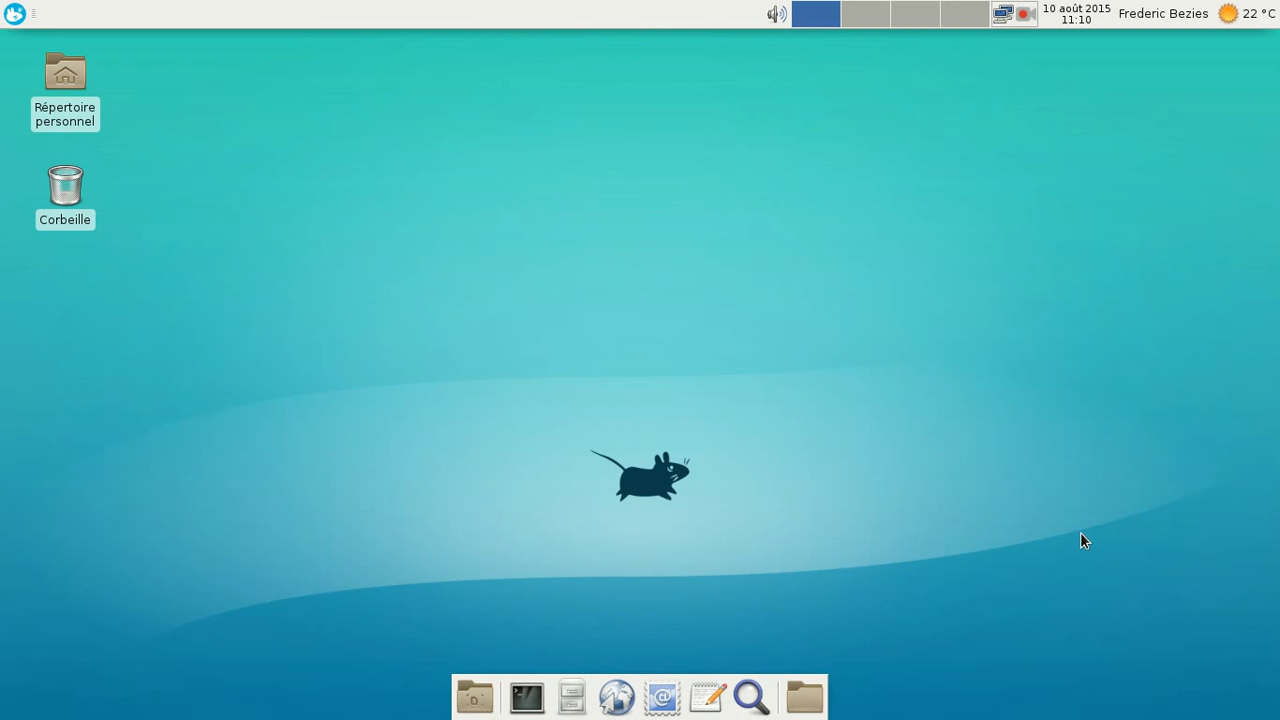 10 août 2015
11:10
Frederic Bezies
22 °C
Répertoire
personnel
Corbeille